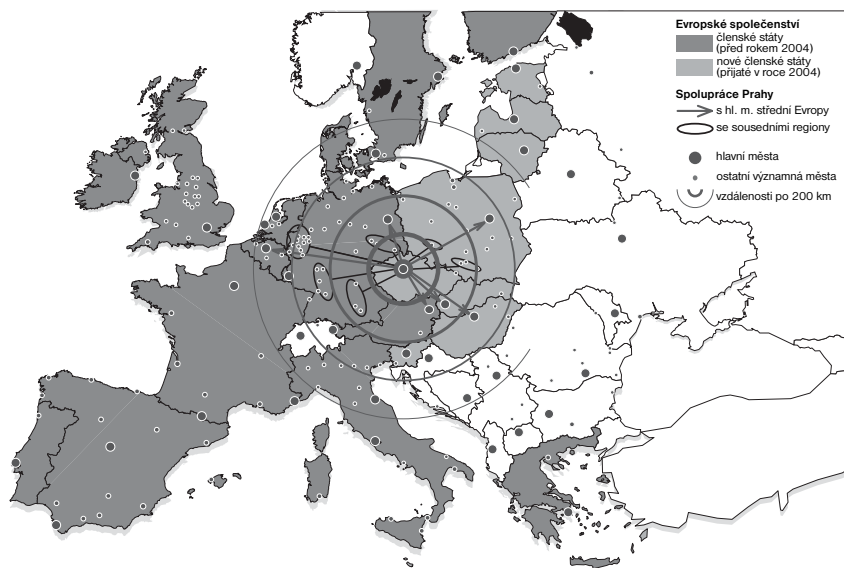 Evropské společenství
členské státy
(před rokem 2004)
nové členské státy
(přijaté v roce 2004)
Spolupráce Prahy
s hl. m. střední Evropy
se sousedními regiony
hlavní města
ostatní významná města
vzdálenosti po 200 km